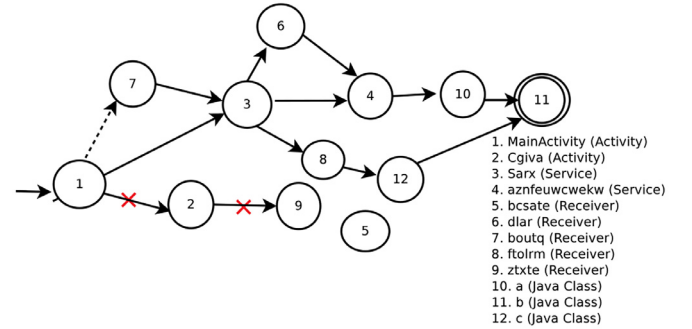 6
7
3
4
10
11
1
8
12
2
9
5
1. MainActivity (Activity)
2. Cgiva (Activity)
3. Sarx (Service)
4. aznfeuwcwekw (Service)
5. bcsate (Receiver)
6. dlar (Receiver)
7. boutq (Receiver)
8. ftolrm (Receiver)
9. ztxte (Receiver)
10. a (Java Class)
11. b (Java Class)
12. c (Java Class)